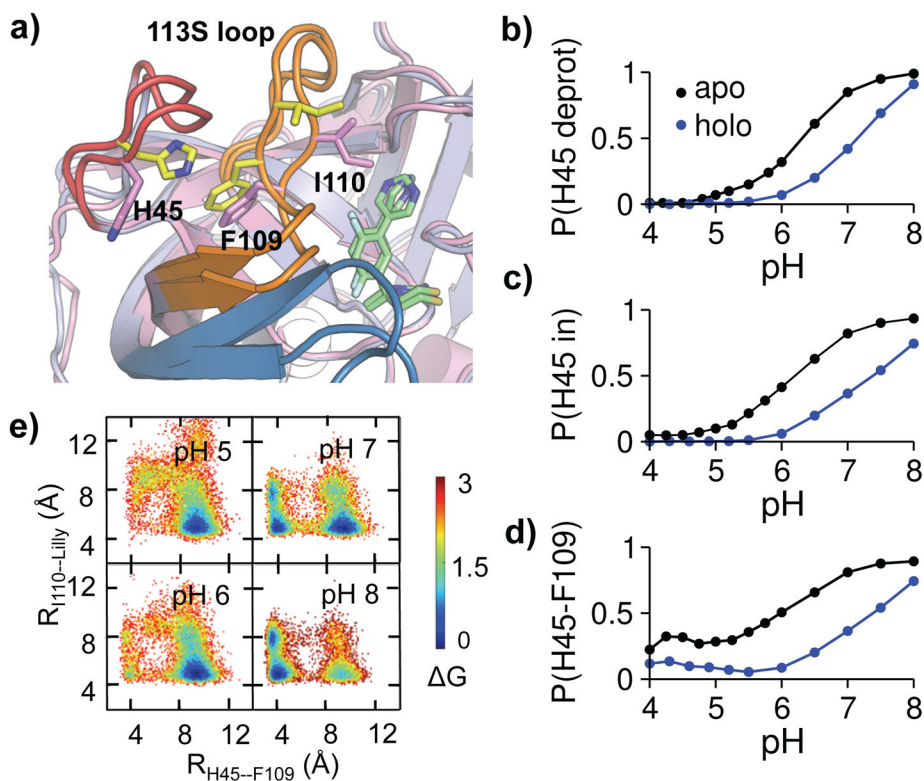 a)
113S loop
H45
F109
I110
b)
P(H45 deprot)
1
0.5
0
apo
holo
4 5 6 7 8
pH
c)
P(H45 in)
1
0.5
0
4 5 6 7 8
pH
d)
P(H45-F109)
1
0.5
0
4 5 6 7 8
pH
e)
R_I110--Lilly (Å)
12
8
4
pH 5
pH 7
12
8
4
pH 6
pH 8
4 8 12 4 8 12
R_H45--F109 (Å)
3
1.5
0
ΔG